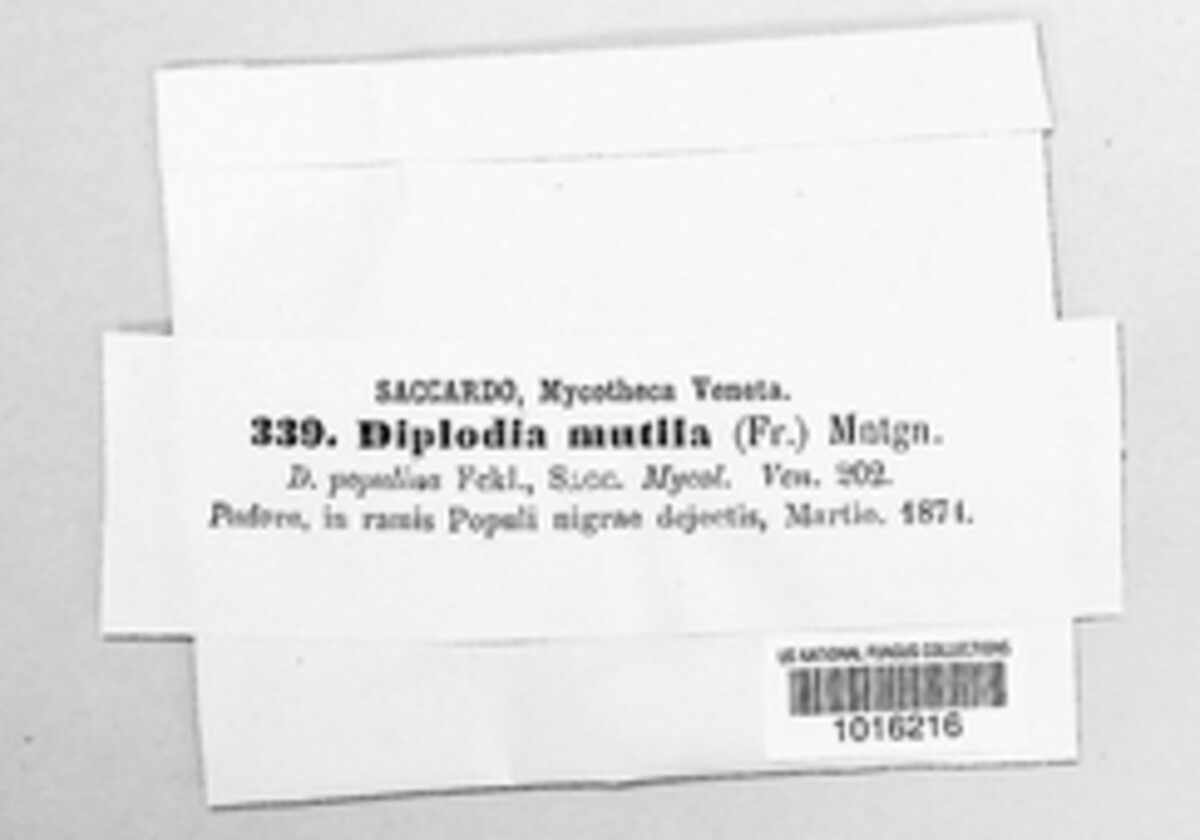 SACCARDO, Mycotheca Veneta.
339. Diplodia mutila (Fr.) Mntgn.
D. populina Fckl., SACC. Mycol. Ven. 202.
Padova, in ramis Populi nigrae dejectis, Martio. 1874.
US NATIONAL FUNGUS COLLECTIONS
1016216